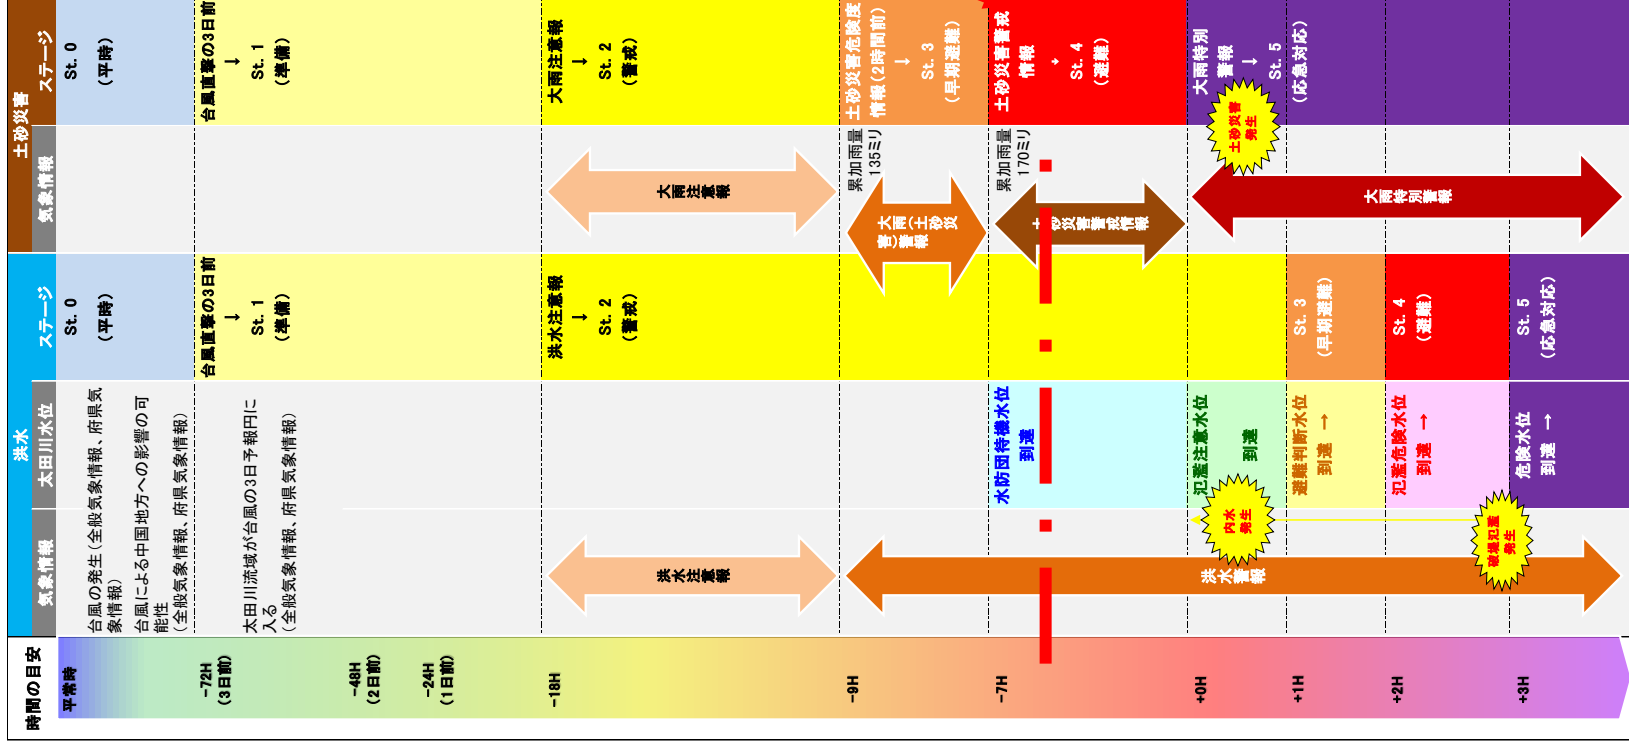 時間の目安
洪水
土砂災害
気象情報
太田川水位
ステージ
気象情報
ステージ
平常時
台風の発生（全般気象情報、府県気
象情報）
台風による中国地方への影響の可
能性
（全般気象情報、府県気象情報）
St. 0
（平時）
St. 0
（平時）
-72H
（3日前）
太田川流域が台風の3日予報円に
入る
（全般気象情報、府県気象情報）
台風直撃の3日前
↓
St. 1
（準備）
台風直撃の3日前
↓
St. 1
（準備）
-48H
（2日前）
-24H
（1日前）
-18H
洪水注意報
洪水注意報
↓
St. 2
（警戒）
大雨注意報
大雨注意報
↓
St. 2
（警戒）
-9H
洪水警報
累加雨量
135ミリ
大雨（土砂災
害）警報
土砂災害危険度
情報（2時間前）
↓
St. 3
（早期避難）
-7H
水防団待機水位
到達
累加雨量
170ミリ
土砂災害警戒情報
土砂災害警戒
情報
↓
St. 4
（避難）
+0H
内水
発生
氾濫注意水位
到達
大雨特別警報
土砂災害
発生
大雨特別
警報
↓
St. 5
（応急対応）
+1H
避難判断水位
到達 →
St. 3
（早期避難）
+2H
氾濫危険水位
到達 →
St. 4
（避難）
+3H
破堤氾濫
発生
危険水位
到達 →
St. 5
（応急対応）